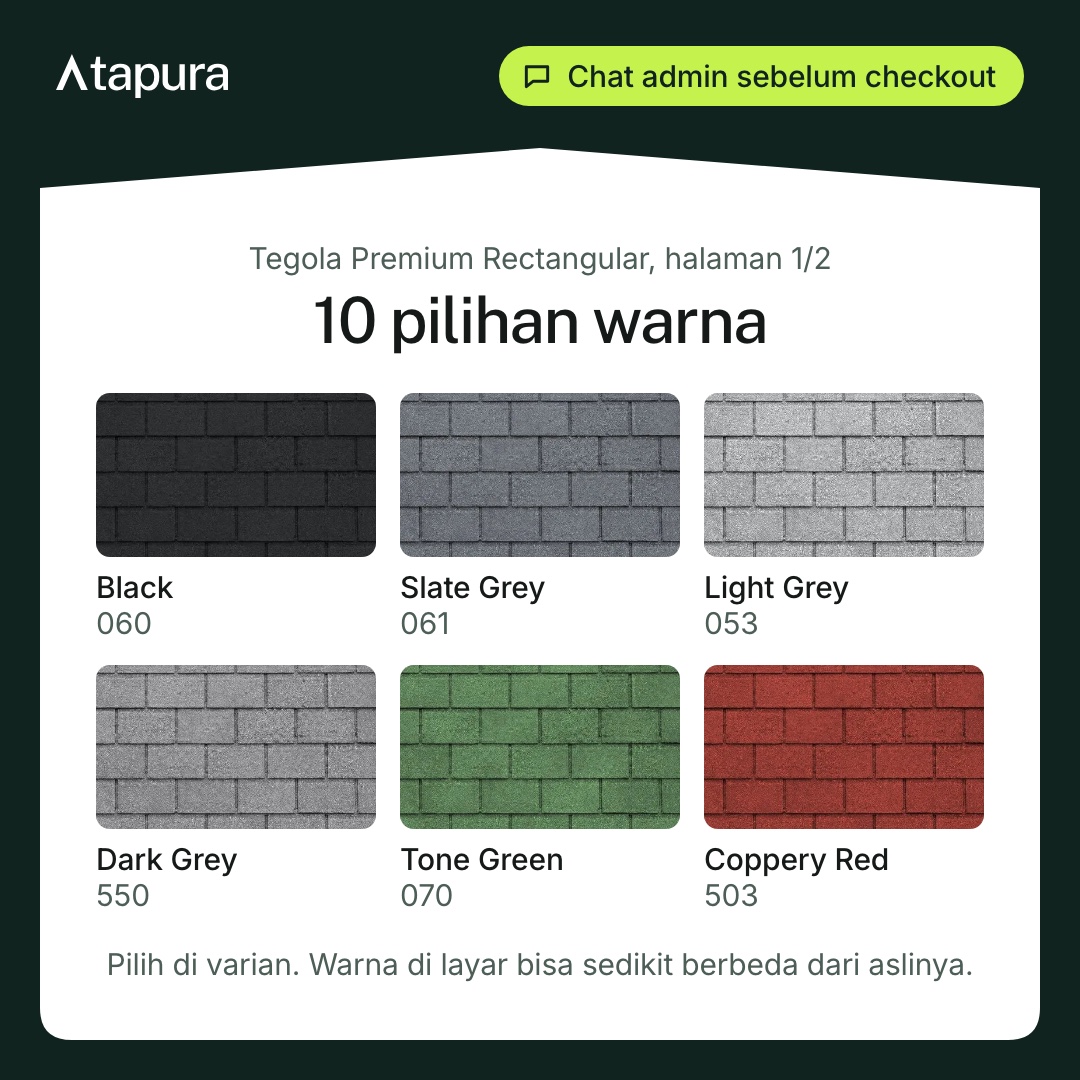 Atapura
Chat admin sebelum checkout
Tegola Premium Rectangular, halaman 1/2
10 pilihan warna
Black
060
Slate Grey
061
Light Grey
053
Dark Grey
550
Tone Green
070
Coppery Red
503
Pilih di varian. Warna di layar bisa sedikit berbeda dari aslinya.